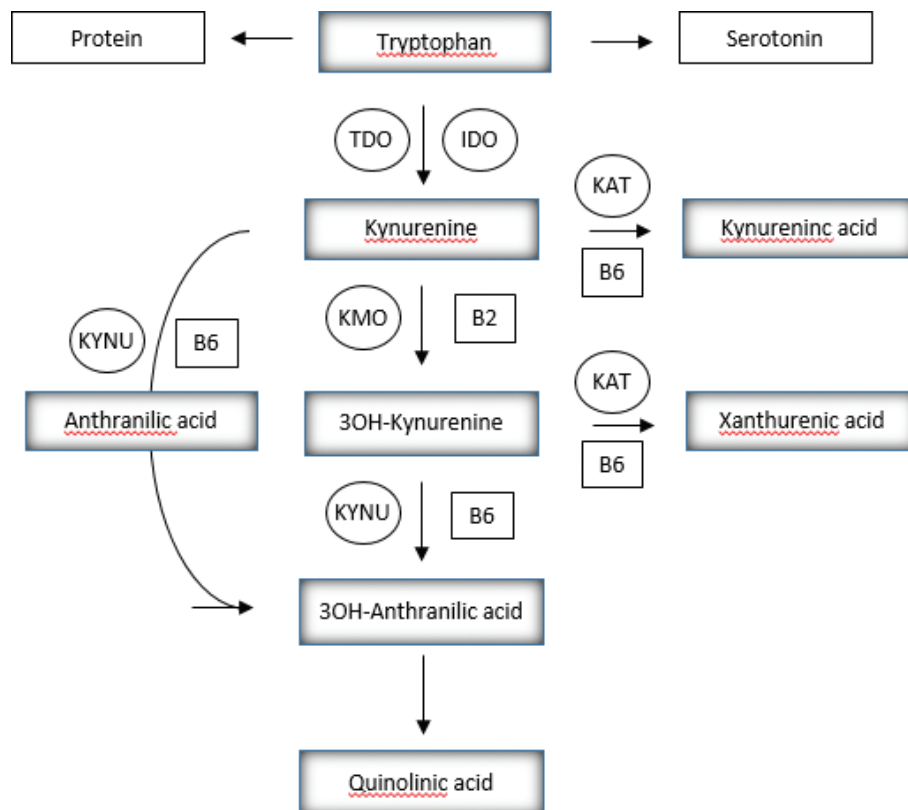 Protein
Tryptophan
Serotonin
TDO
IDO
KAT
Kynurenine
Kynureninc acid
B6
KYNU
B6
KMO
B2
KAT
Anthranilic acid
3OH-Kynurenine
Xanthurenic acid
B6
KYNU
B6
3OH-Anthranilic acid
Quinolinic acid